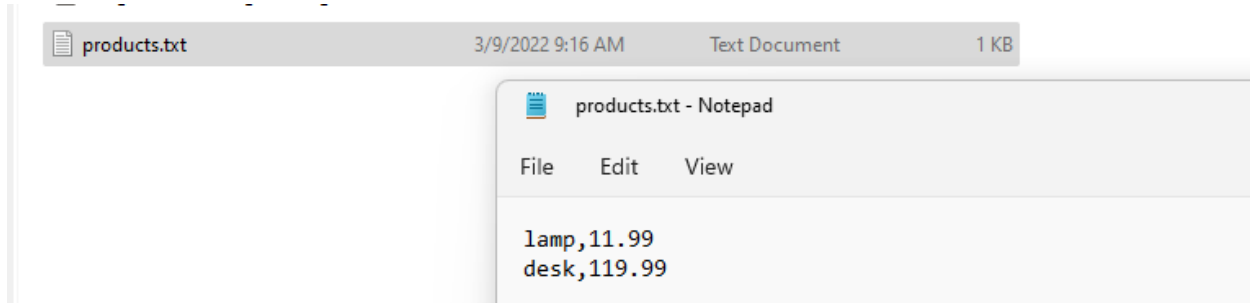 products.txt 3/9/2022 9:16 AM Text Document 1 KB
products.txt - Notepad
File Edit View
lamp,11.99
desk,119.99